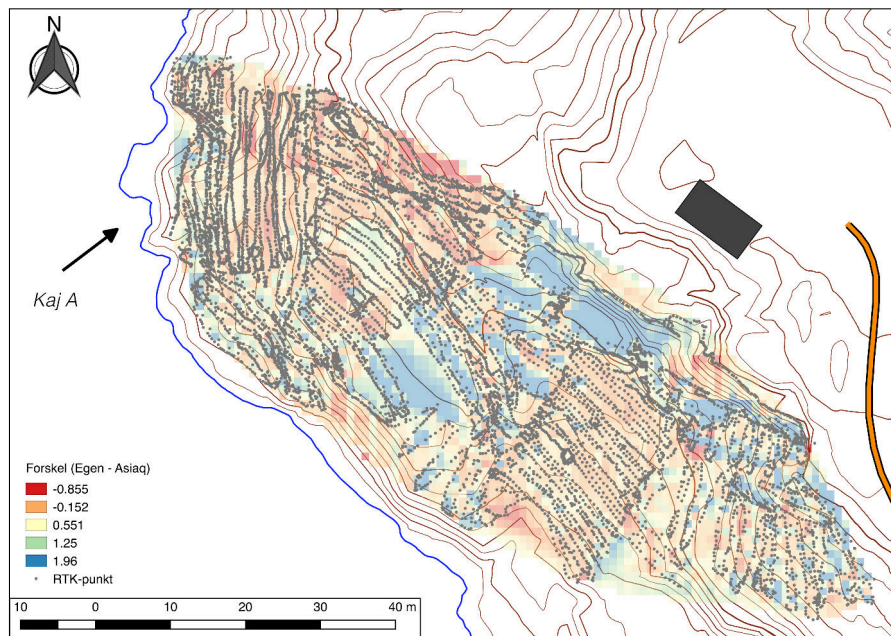 N
Kaj A
Forskel (Egen - Asiaq)
-0.855
-0.152
0.551
1.25
1.96
RTK-punkt
10 0 10 20 30 40 m